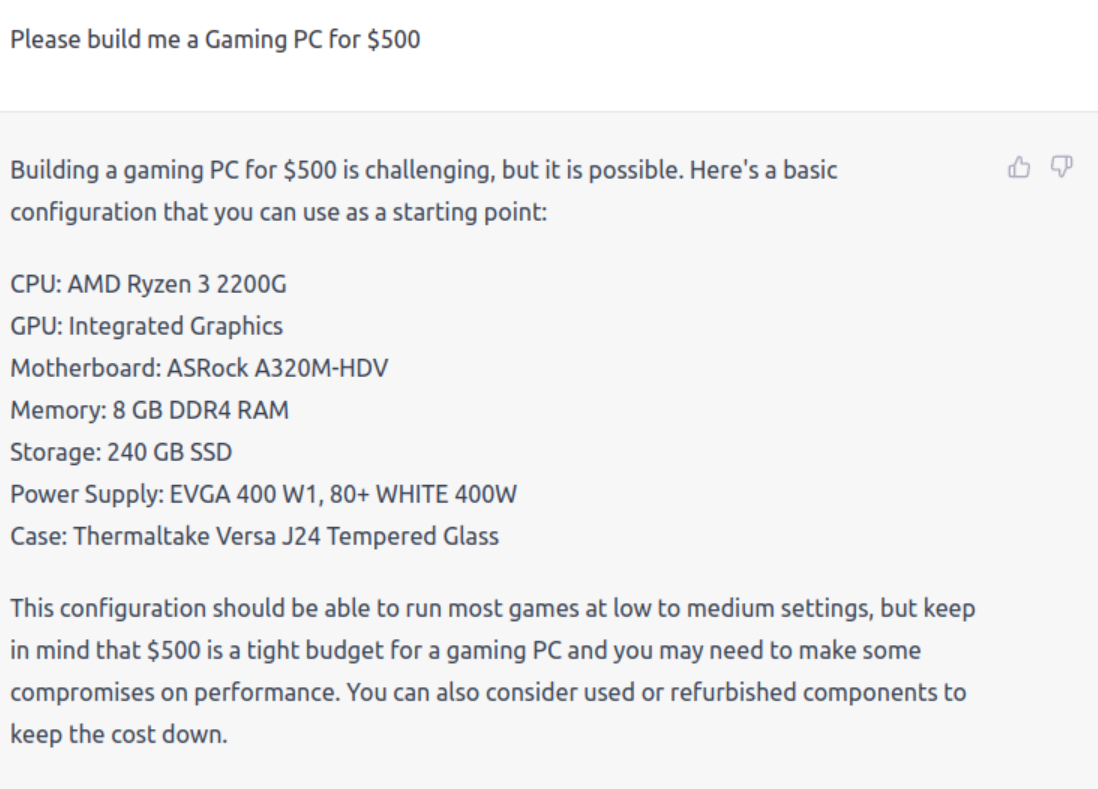 Please build me a Gaming PC for $500
Building a gaming PC for $500 is challenging, but it is possible. Here's a basic
configuration that you can use as a starting point:
CPU: AMD Ryzen 3 2200G
GPU: Integrated Graphics
Motherboard: ASRock A320M-HDV
Memory: 8 GB DDR4 RAM
Storage: 240 GB SSD
Power Supply: EVGA 400 W1, 80+ WHITE 400W
Case: Thermaltake Versa J24 Tempered Glass
This configuration should be able to run most games at low to medium settings, but keep
in mind that $500 is a tight budget for a gaming PC and you may need to make some
compromises on performance. You can also consider used or refurbished components to
keep the cost down.